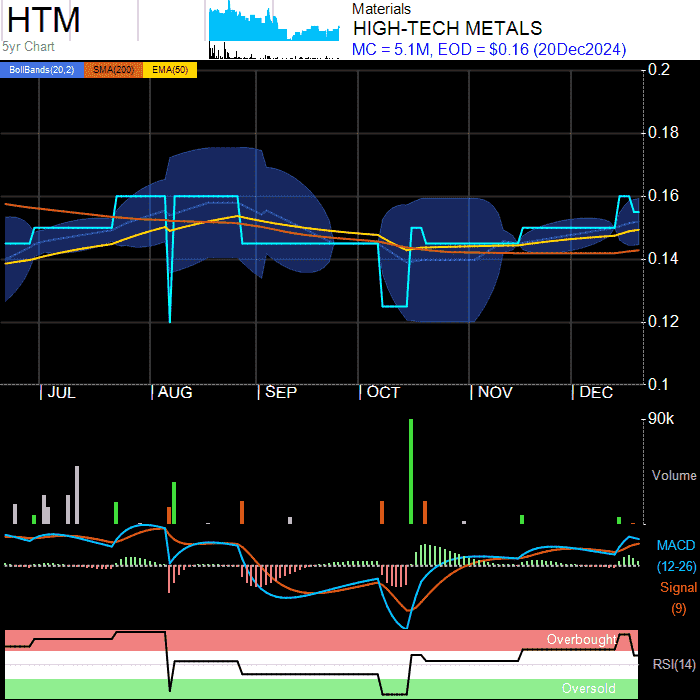 HTM
5yr Chart
Materials
HIGH-TECH METALS
MC = 5.1M, EOD = $0.16 (20Dec2024)
BollBands(20,2) SMA(200) EMA(50)
0.2
0.18
0.16
0.14
0.12
0.1
JUL AUG SEP OCT NOV DEC
90k
Volume
MACD
(12-26)
Signal
(9)
Overbought
RSI(14)
Oversold